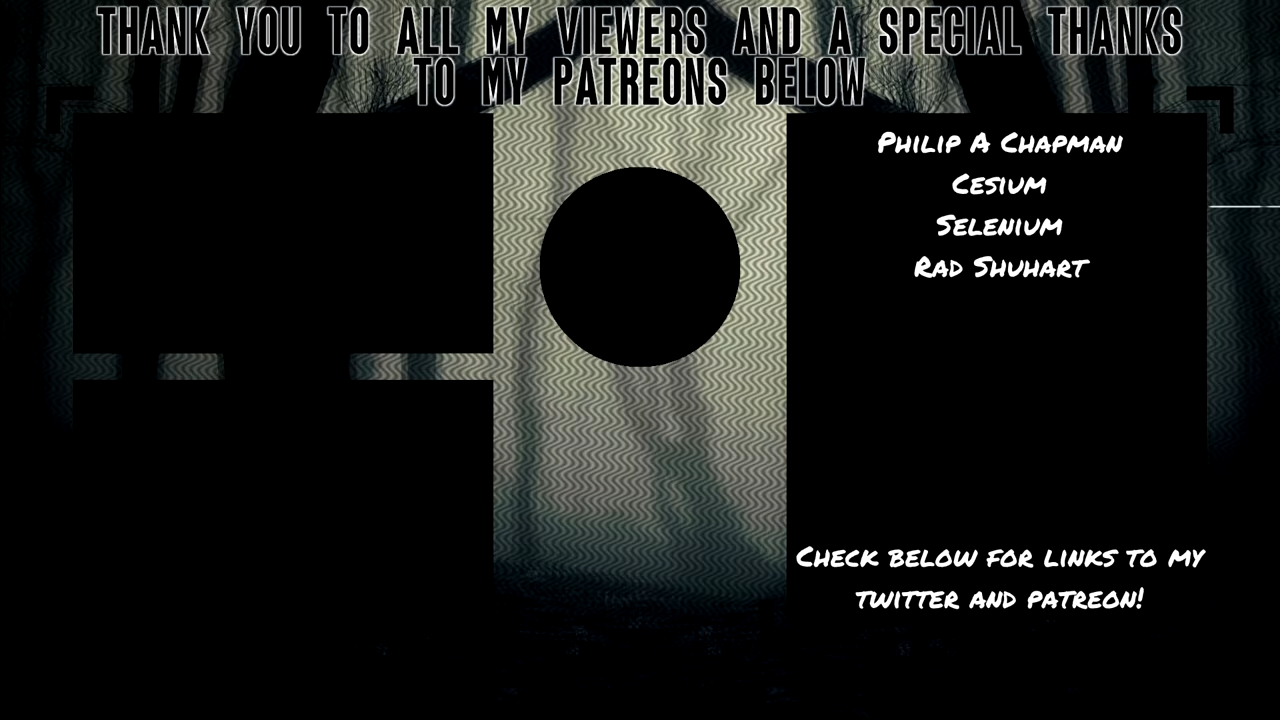 THANK YOU TO ALL MY VIEWERS AND A SPECIAL THANKS
TO MY PATREONS BELOW
PHILIP A CHAPMAN
CESIUM
SELENIUM
RAD SHUHART
CHECK BELOW FOR LINKS TO MY
TWITTER AND PATREON!